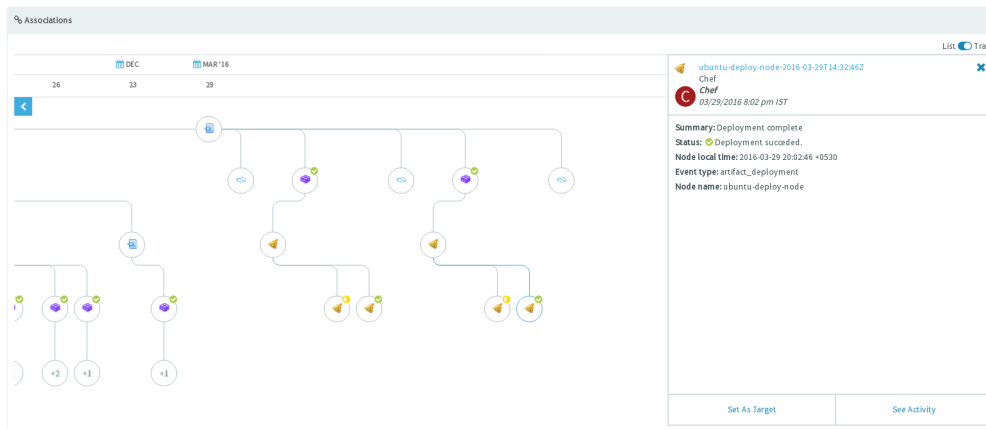 Associations
List Tra
DEC MAR '16
26 23 29
ubuntu-deploy-node-2016-03-29T14:32:46Z
Chef
C Chef
03/29/2016 8:02 pm IST
Summary: Deployment complete
Status: Deployment succeded.
Node local time: 2016-03-29 20:02:46 +0530
Event type: artifact_deployment
Node name: ubuntu-deploy-node
+2 +1 +1
Set As Target See Activity